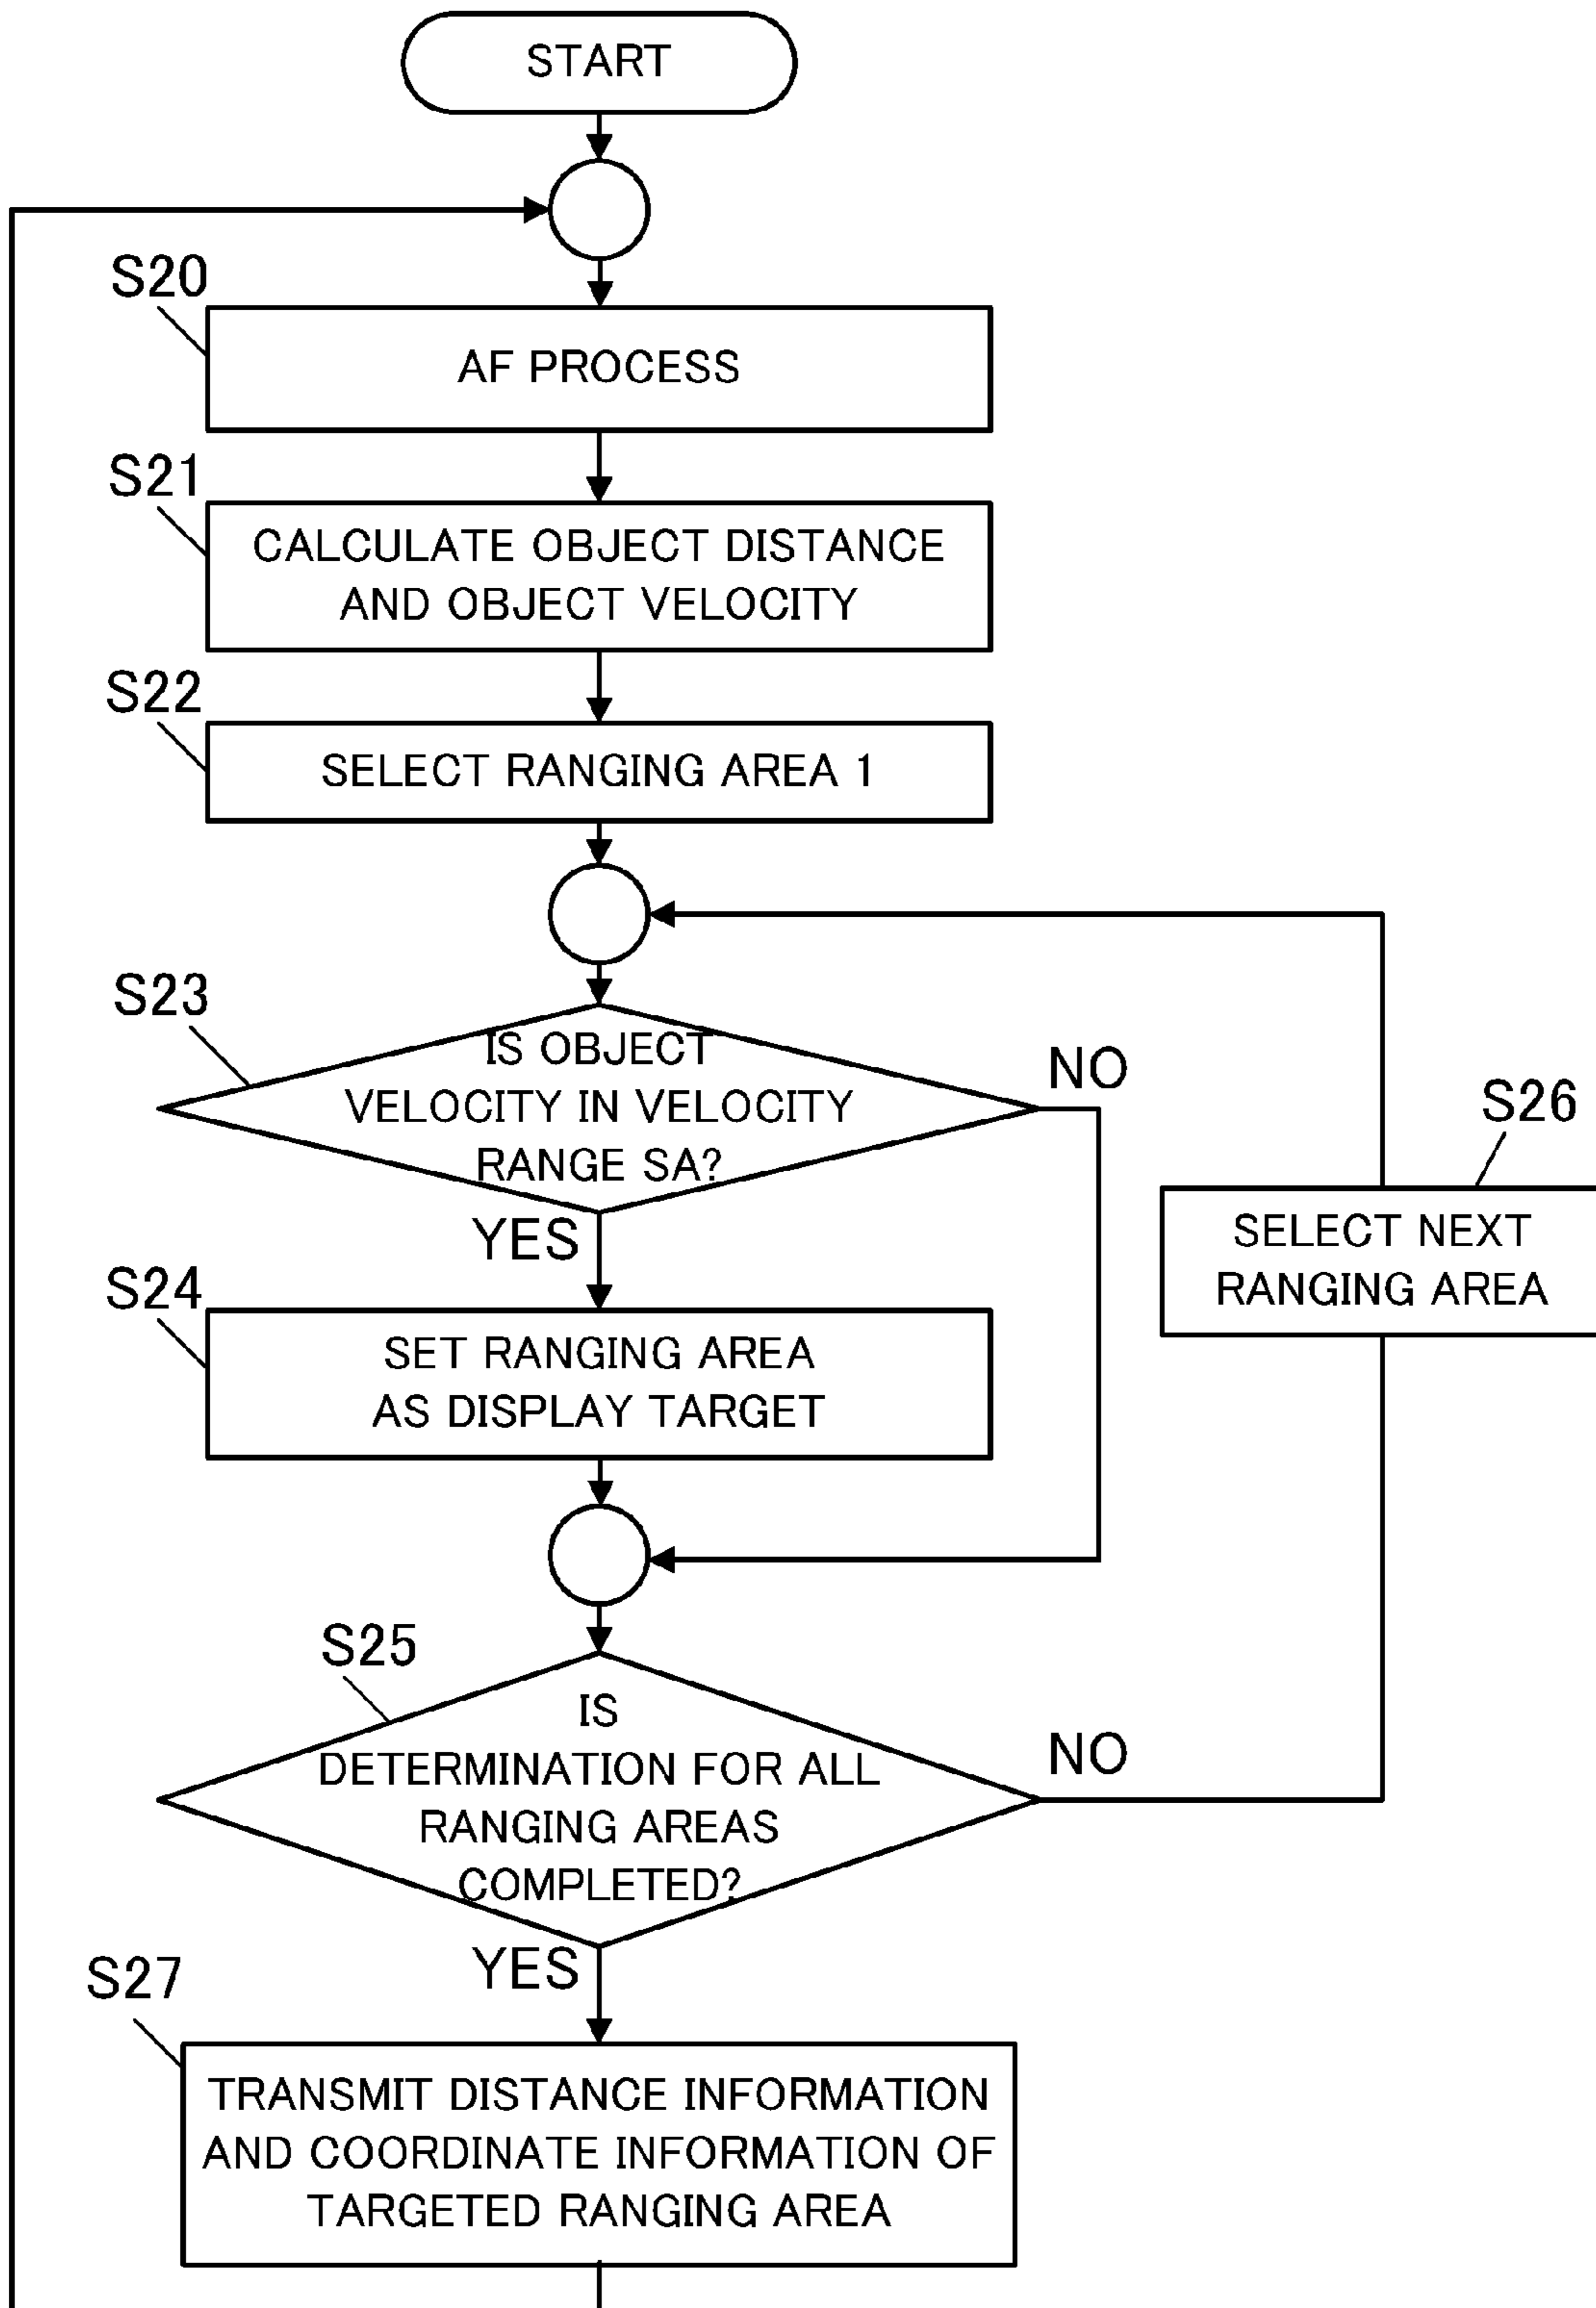 START
S20
AF PROCESS
S21
CALCULATE OBJECT DISTANCE
AND OBJECT VELOCITY
S22
SELECT RANGING AREA 1
S23
IS OBJECT
VELOCITY IN VELOCITY
RANGE SA?
NO
YES
S26
SELECT NEXT
RANGING AREA
S24
SET RANGING AREA
AS DISPLAY TARGET
S25
IS
DETERMINATION FOR ALL
RANGING AREAS
COMPLETED?
NO
YES
S27
TRANSMIT DISTANCE INFORMATION
AND COORDINATE INFORMATION OF
TARGETED RANGING AREA